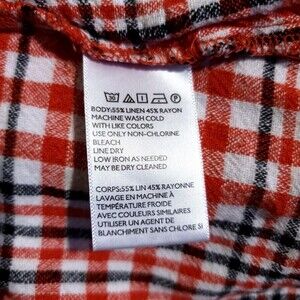 BODY:55% LINEN 45% RAYON
MACHINE WASH COLD
WITH LIKE COLORS
USE ONLY NON-CHLORINE
BLEACH
LINE DRY
LOW IRON AS NEEDED
MAY BE DRY CLEANED
CORPS:55% LIN 45% RAYONNE
LAVAGE EN MACHINE À
TEMPÉRATURE FROIDE
AVEC COULEURS SIMILAIRES
UTILISER UN AGENT DE
BLANCHIMENT SANS CHLORE SI